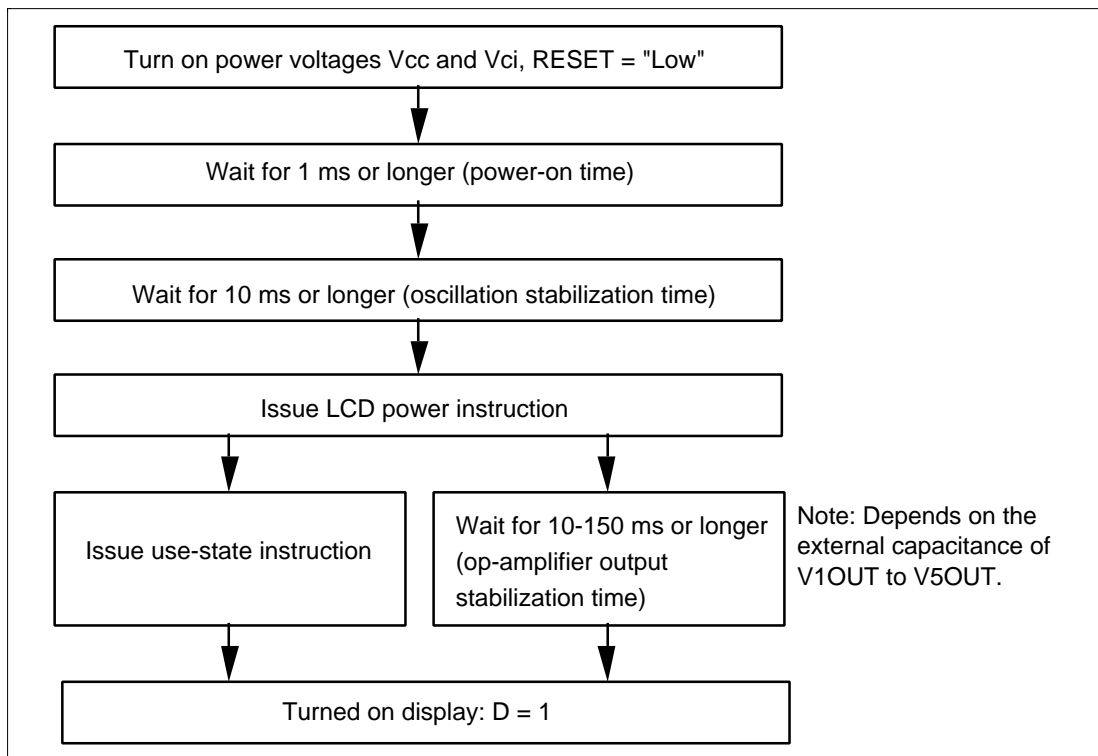 Turn on power voltages Vcc and Vci, RESET = "Low"
Wait for 1 ms or longer (power-on time)
Wait for 10 ms or longer (oscillation stabilization time)
Issue LCD power instruction
Issue use-state instruction
Wait for 10-150 ms or longer
(op-amplifier output
stabilization time)
Note: Depends on the
external capacitance of
V1OUT to V5OUT.
Turned on display: D = 1